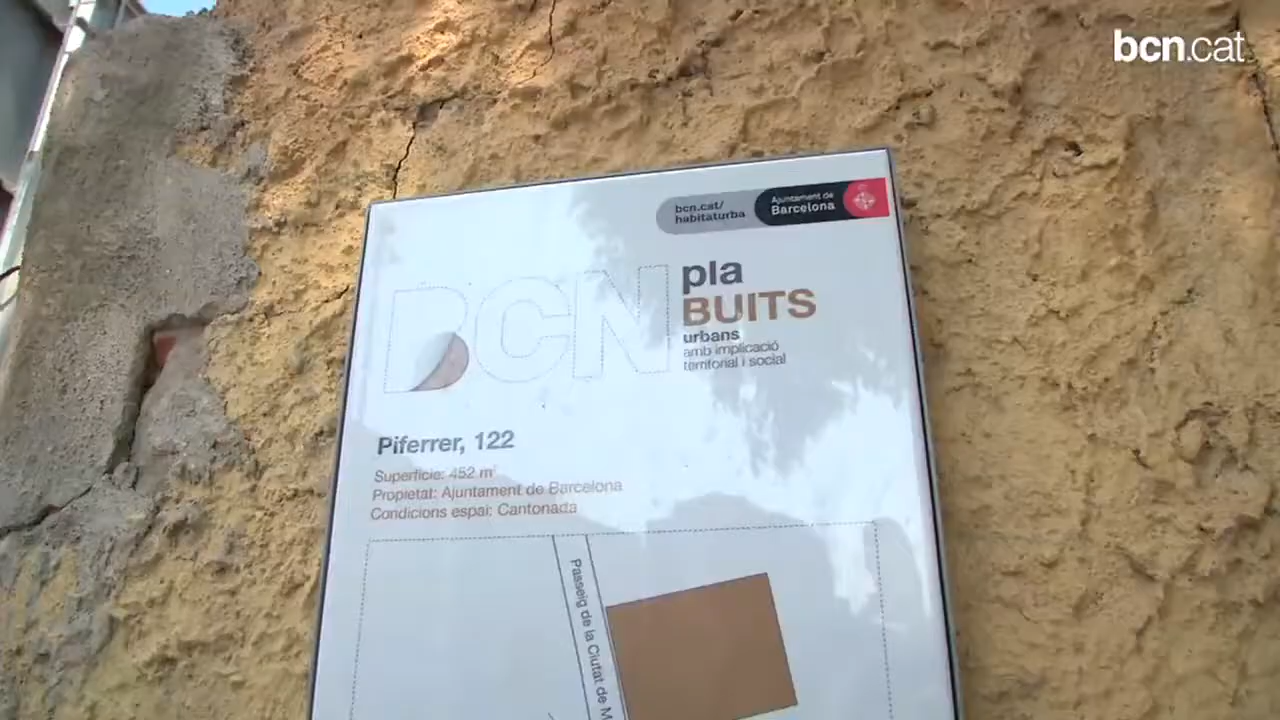 bcn.cat
bcn.cat/
habitaturba
Ajuntament de
Barcelona
BCN
pla
BUITS
urbans
amb implicació
territorial i social
Piferrer, 122
Superfície: 452 m²
Propietat: Ajuntament de Barcelona
Condicions espai: Cantonada
Passeig de la Ciutat de M